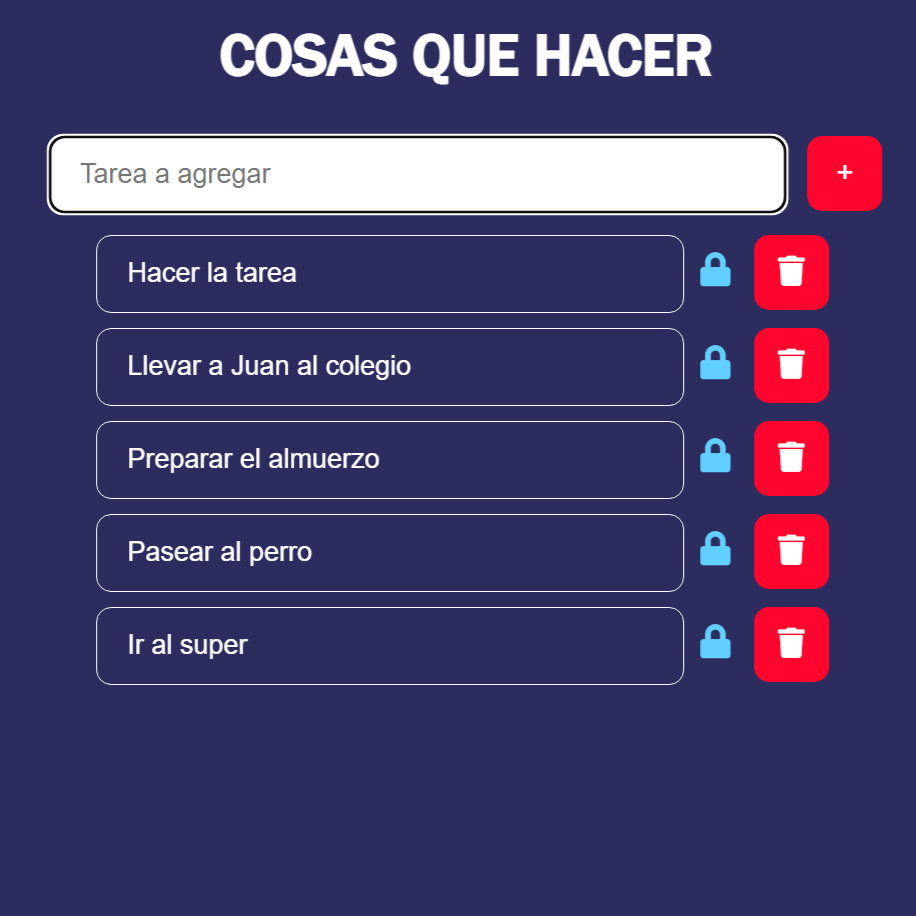 COSAS QUE HACER
Tarea a agregar
+
Hacer la tarea
Llevar a Juan al colegio
Preparar el almuerzo
Pasear al perro
Ir al super